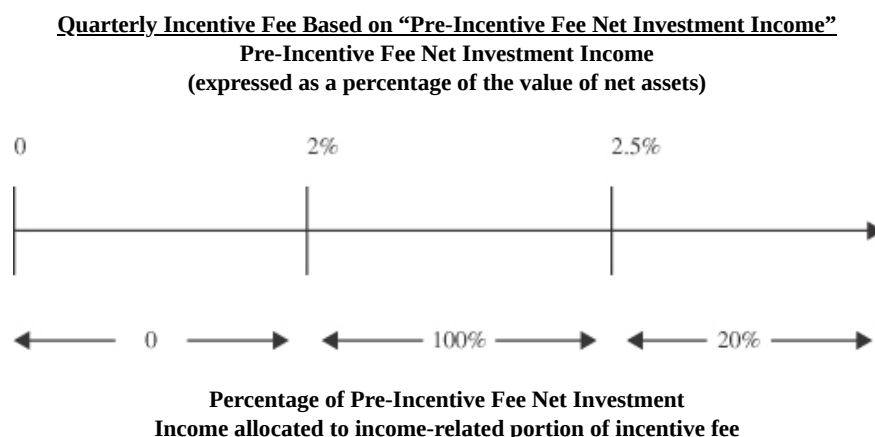 Quarterly Incentive Fee Based on “Pre-Incentive Fee Net Investment Income”
Pre-Incentive Fee Net Investment Income
(expressed as a percentage of the value of net assets)
0 2% 2.5%
0 100% 20%
Percentage of Pre-Incentive Fee Net Investment
Income allocated to income-related portion of incentive fee